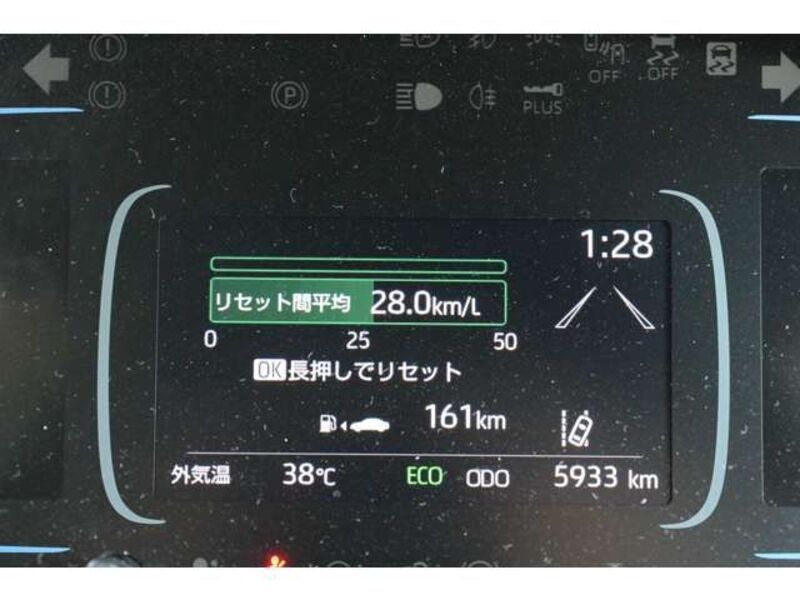 OFF
OFF
PLUS
1:28
リセット間平均 28.0km/L
0 25 50
OK長押しでリセット
161km
外気温 38℃ ECO ODO 5933 km